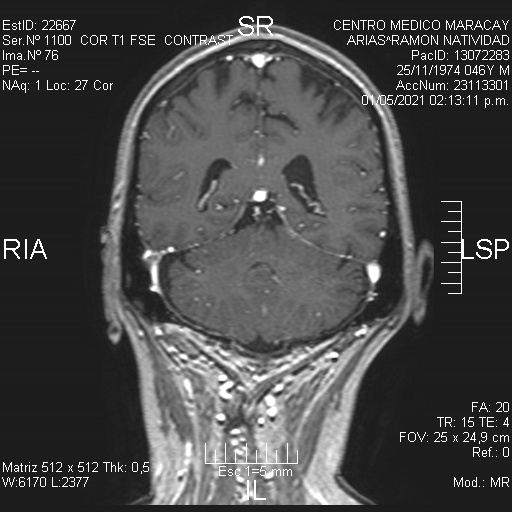 EstID: 22667
Ser.Nº 1100 COR T1 FSE CONTRAST
Ima.Nº 76
PE= --
NAq: 1 Loc: 27 Cor
SR
CENTRO MEDICO MARACAY
ARIAS^RAMON NATIVIDAD
PacID: 13072283
25/11/1974 046Y M
AccNum: 23113301
01/05/2021 02:13:11 p.m.
RIA
LSP
FA: 20
TR: 15 TE: 4
FOV: 25 x 24,9 cm
Ref.: 0
Matriz 512 x 512 Thk: 0,5
W:6170 L:2377
Esc 1=5 mm
IL
Mod.: MR